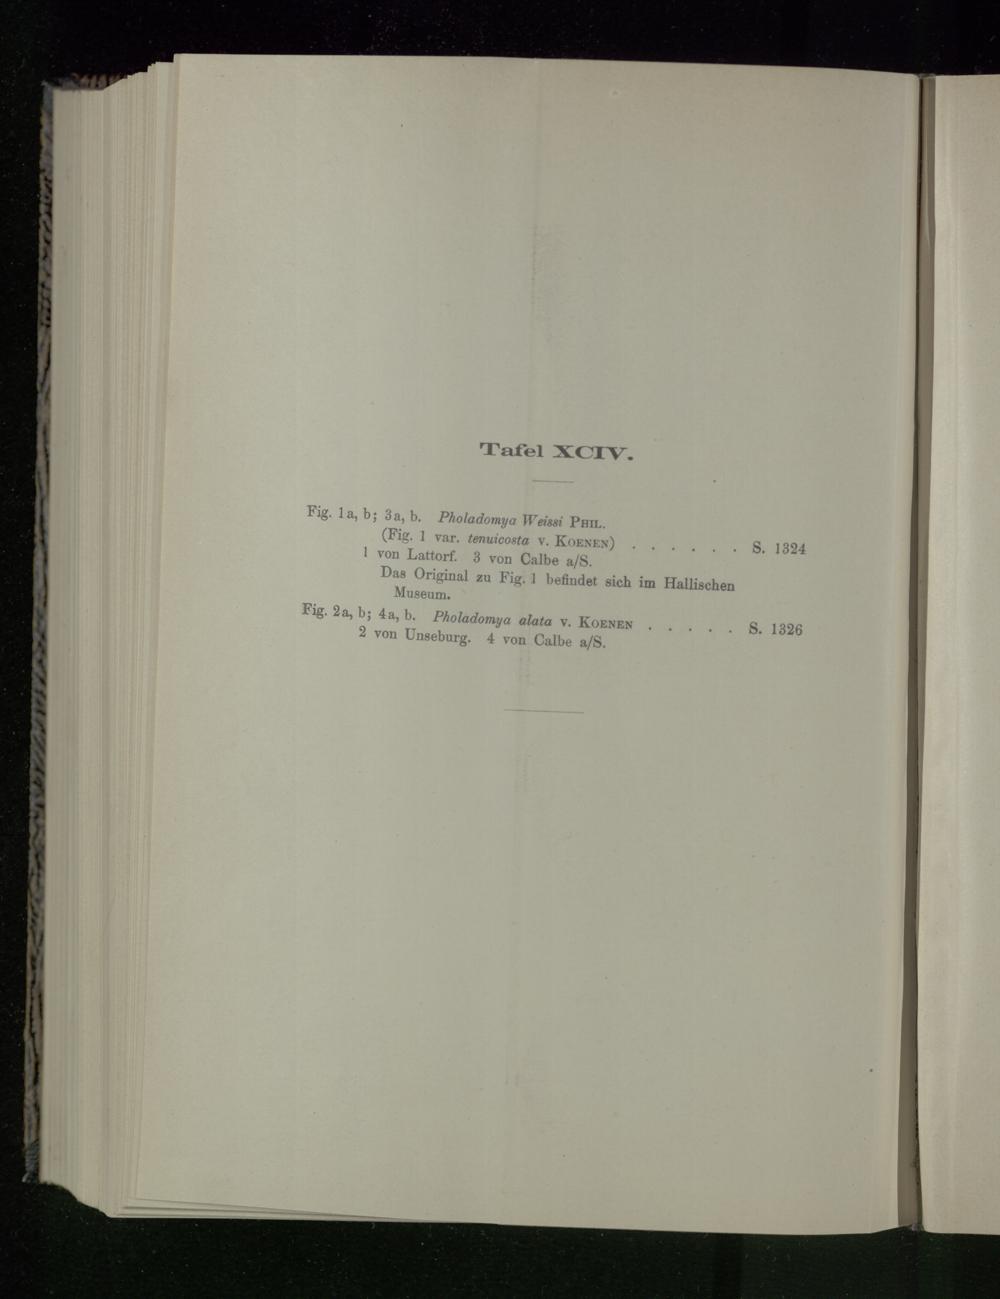 Tafel XCIV.
Fig. 1a, b; 3a, b. Pholadomya Weissi PHIL.
(Fig. 1 var. tenuicosta v. KOENEN) . . . . . . S. 1324
1 von Lattorf. 3 von Calbe a/S.
Das Original zu Fig. 1 befindet sich im Hallischen
Museum.
Fig. 2a, b; 4a, b. Pholadomya alata v. KOENEN . . . . . S. 1326
2 von Unseburg. 4 von Calbe a/S.